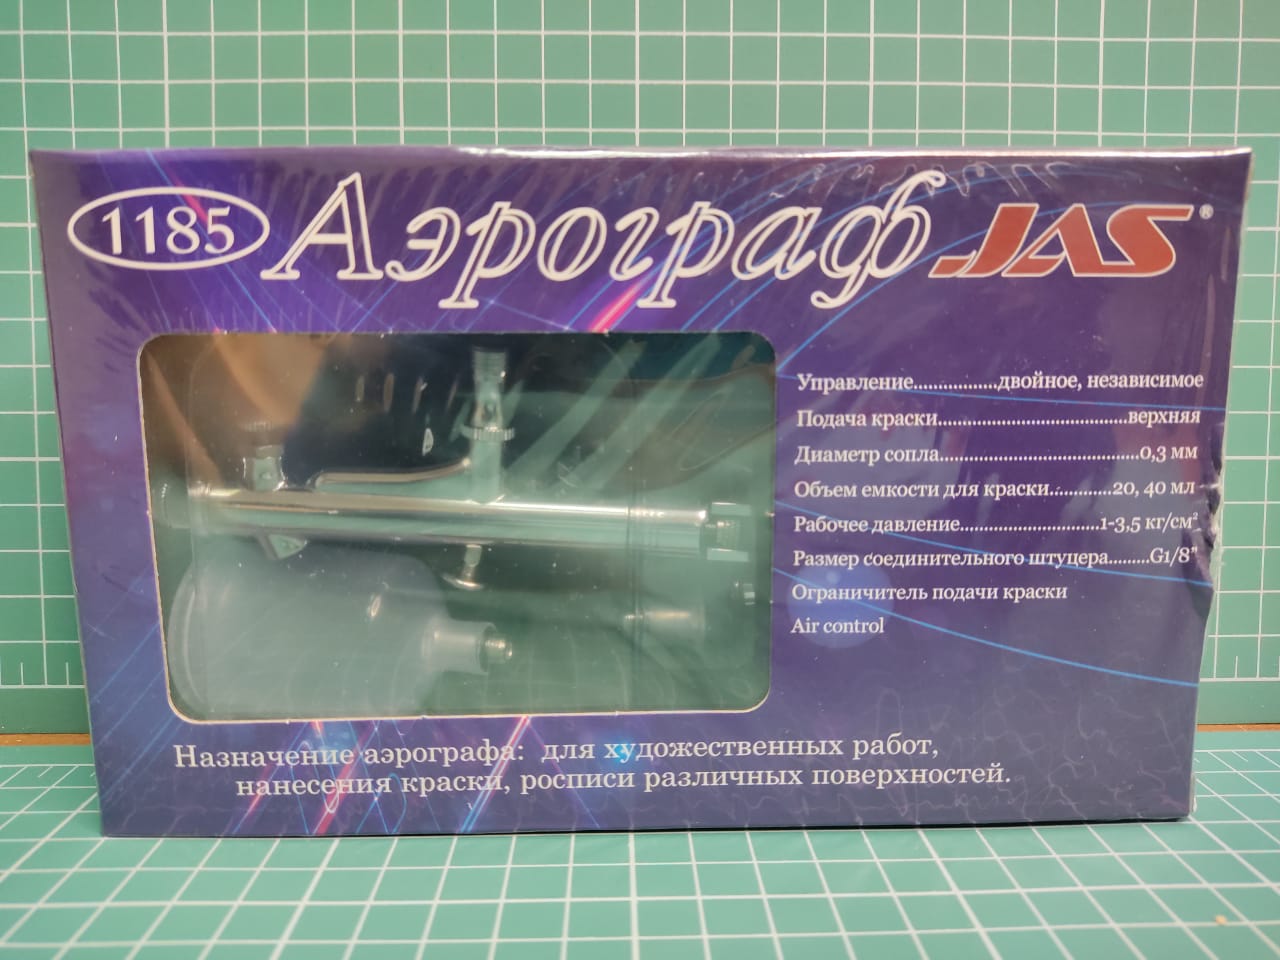 1185 Аэрограф JAS®
Управление................двойное, независимое
Подача краски....................................верхняя
Диаметр сопла......................................0,3 мм
Объем емкости для краски............20, 40 мл
Рабочее давление...........................1-3,5 кг/см²
Размер соединительного штуцера.........G1/8”
Ограничитель подачи краски
Air control
Назначение аэрографа: для художественных работ,
нанесения краски, росписи различных поверхностей.